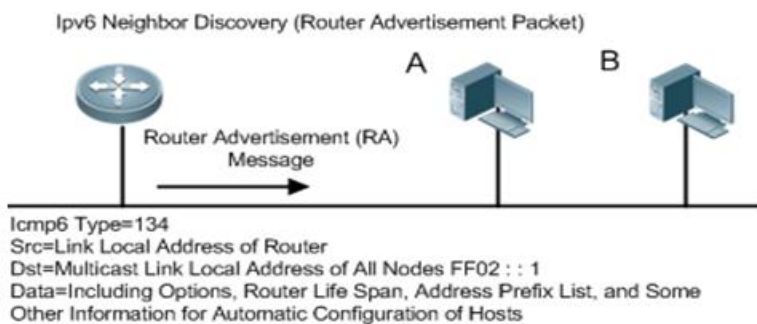 Ipv6 Neighbor Discovery (Router Advertisement Packet)
A
B
Router Advertisement (RA)
Message
Icmp6 Type=134
Src=Link Local Address of Router
Dst=Multicast Link Local Address of All Nodes FF02 : : 1
Data=Including Options, Router Life Span, Address Prefix List, and Some
Other Information for Automatic Configuration of Hosts